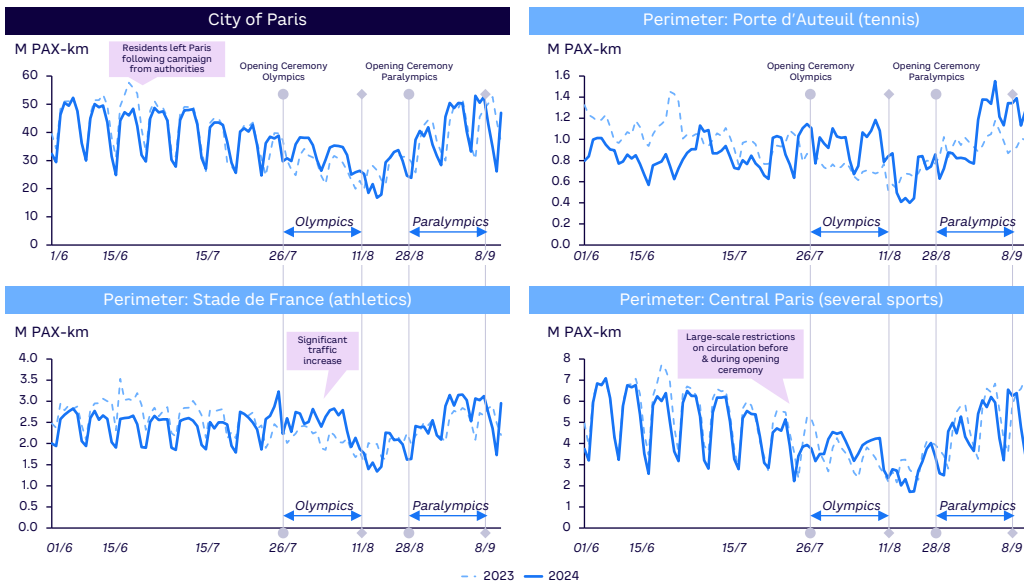 City of Paris
M PAX-km
Residents left Paris
following campaign
from authorities
Opening Ceremony
Olympics
Opening Ceremony
Paralympics
60
50
40
30
20
10
0
Olympics
Paralympics
1/6 15/6 15/7 26/7 11/8 28/8 8/9
Perimeter: Porte d'Auteuil (tennis)
M PAX-km
Opening Ceremony
Olympics
Opening Ceremony
Paralympics
1.6
1.4
1.2
1.0
0.8
0.6
0.4
0.2
0.0
Olympics
Paralympics
01/6 15/6 15/7 26/7 11/8 28/8 8/9
Perimeter: Stade de France (athletics)
M PAX-km
Significant
traffic
increase
4.0
3.5
3.0
2.5
2.0
1.5
1.0
0.5
0.0
Olympics
Paralympics
01/6 15/6 15/7 26/7 11/8 28/8 8/9
Perimeter: Central Paris (several sports)
M PAX-km
Large-scale restrictions
on circulation before
& during opening
ceremony
8
7
6
5
4
3
2
1
0
Olympics
Paralympics
01/6 15/6 15/7 26/7 11/8 28/8 8/9
2023 2024